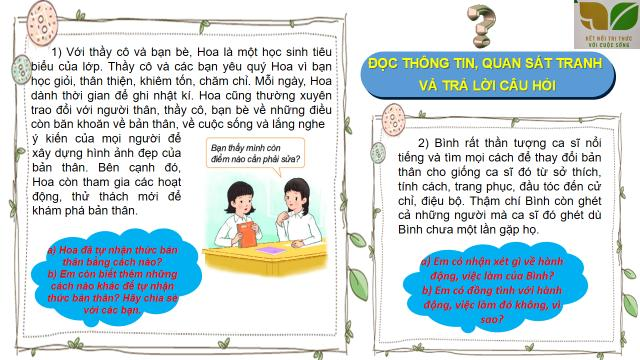 1) Với thầy cô và bạn bè, Hoa là một học sinh tiêu
biểu của lớp. Thầy cô và các bạn yêu quý Hoa vì bạn
học giỏi, thân thiện, khiêm tốn, chăm chỉ. Mỗi ngày, Hoa
dành thời gian để ghi nhật kí. Hoa cũng thường xuyên
trao đổi với người thân, thầy cô, bạn bè về những điều
còn băn khoăn về bản thân, về cuộc sống và lắng nghe
ý kiến của mọi người để
xây dựng hình ảnh đẹp của
bản thân. Bên cạnh đó,
Hoa còn tham gia các hoạt
động, thử thách mới để
khám phá bản thân.
Bạn thấy mình còn
điểm nào cần phải sửa?
a) Hoa đã tự nhận thức bản
thân bằng cách nào?
b) Em còn biết thêm những
cách nào khác để tự nhận
thức bản thân? Hãy chia sẻ
với các bạn.
KẾT NỐI TRI THỨC
VỚI CUỘC SỐNG
ĐỌC THÔNG TIN, QUAN SÁT TRANH
VÀ TRẢ LỜI CÂU HỎI
2) Bình rất thần tượng ca sĩ nổi
tiếng và tìm mọi cách để thay đổi bản
thân cho giống ca sĩ đó từ sở thích,
tính cách, trang phục, đầu tóc đến cử
chỉ, điệu bộ. Thậm chí Bình còn ghét
cả những người mà ca sĩ đó ghét dù
Bình chưa một lần gặp họ.
a) Em có nhận xét gì về hành
động, việc làm của Bình?
b) Em có đồng tình với hành
động, việc làm đó không, vì
sao?